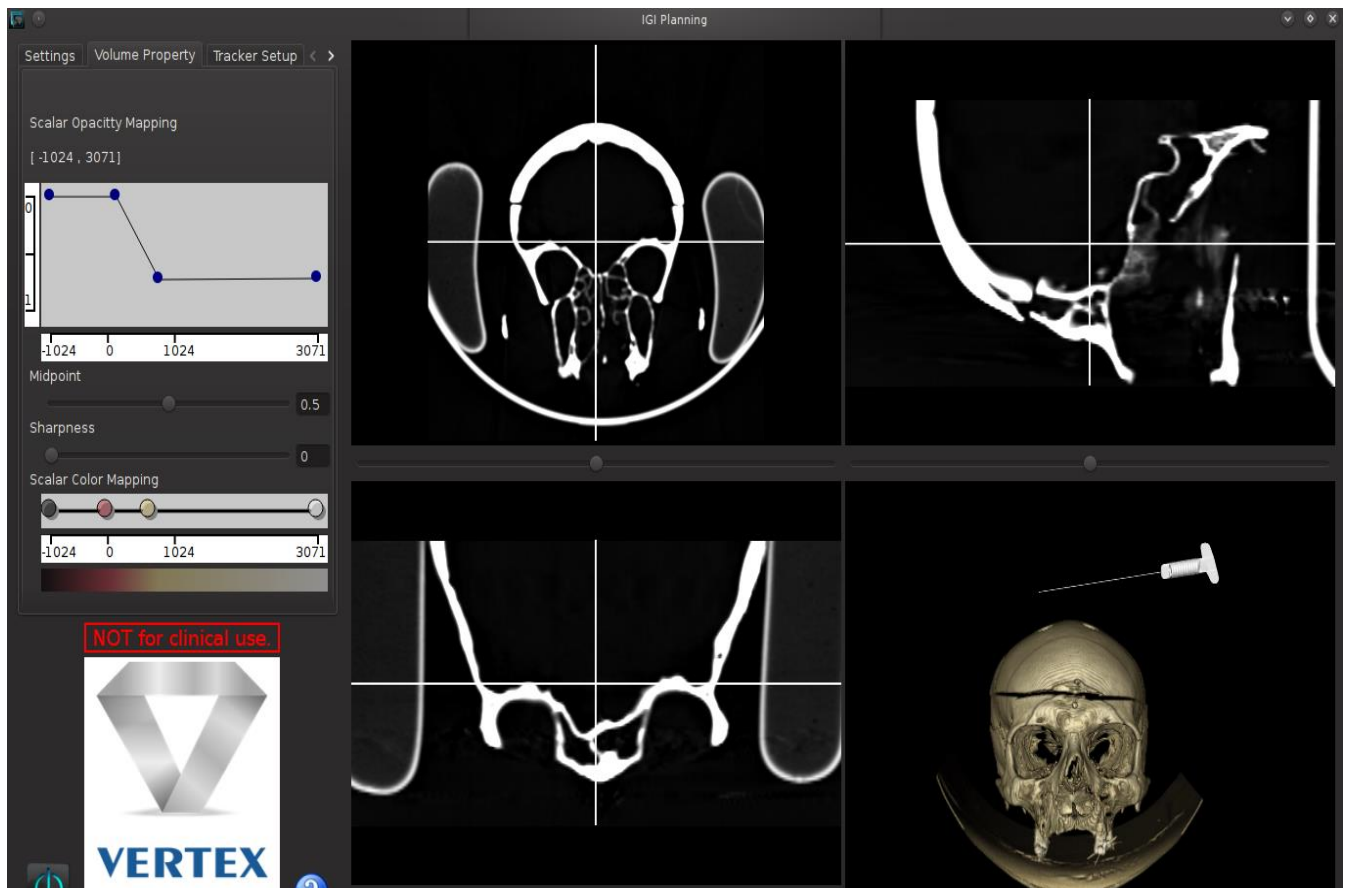 IGI Planning
Settings Volume Property Tracker Setup
Scalar Opacitty Mapping
[ -1024 , 3071]
0
1
-1024 0 1024 3071
Midpoint
0.5
Sharpness
0
Scalar Color Mapping
-1024 0 1024 3071
NOT for clinical use.
VERTEX
?